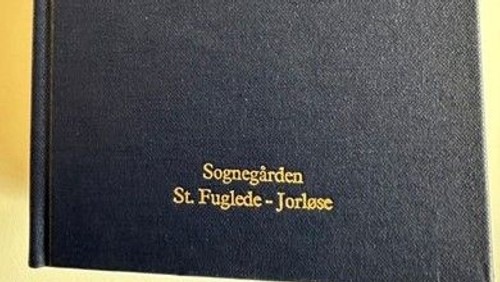 Sognegården
St. Fuglede - Jorløse